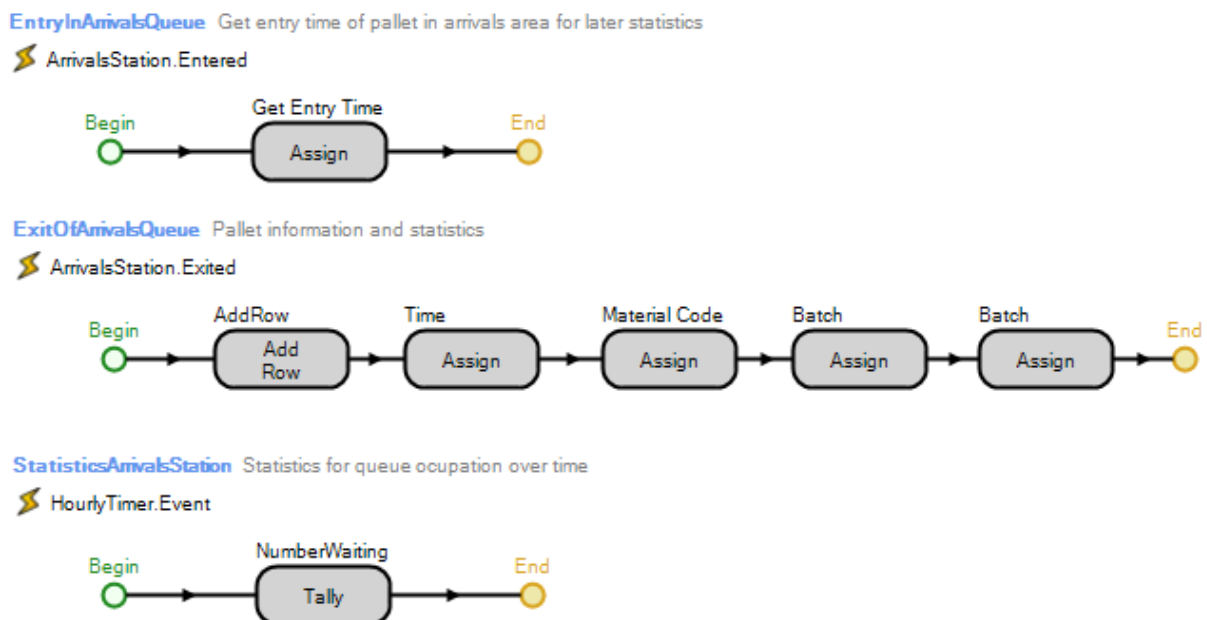 EntryInArrivalsQueue Get entry time of pallet in arrivals area for later statistics
ArrivalsStation.Entered
Get Entry Time
Begin
End
Assign
ExitOfArrivalsQueue Pallet information and statistics
ArrivalsStation.Exited
AddRow Time Material Code Batch Batch
Begin
End
Add
Row
Assign Assign Assign Assign
StatisticsArrivalsStation Statistics for queue ocupation over time
HourlyTimer.Event
NumberWaiting
Begin
End
Tally